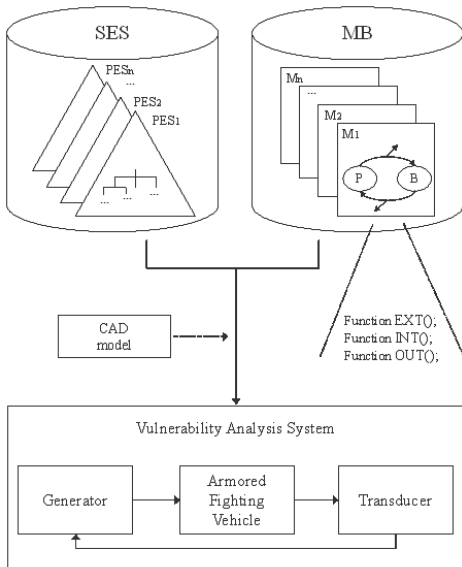 SES
MB
PESn
...
PES2
PES1
...
...
...
Mn
...
M2
M1
P
B
CAD
model
Function EXT();
Function INT();
Function OUT();
Vulnerability Analysis System
Generator
Armored
Fighting
Vehicle
Transducer